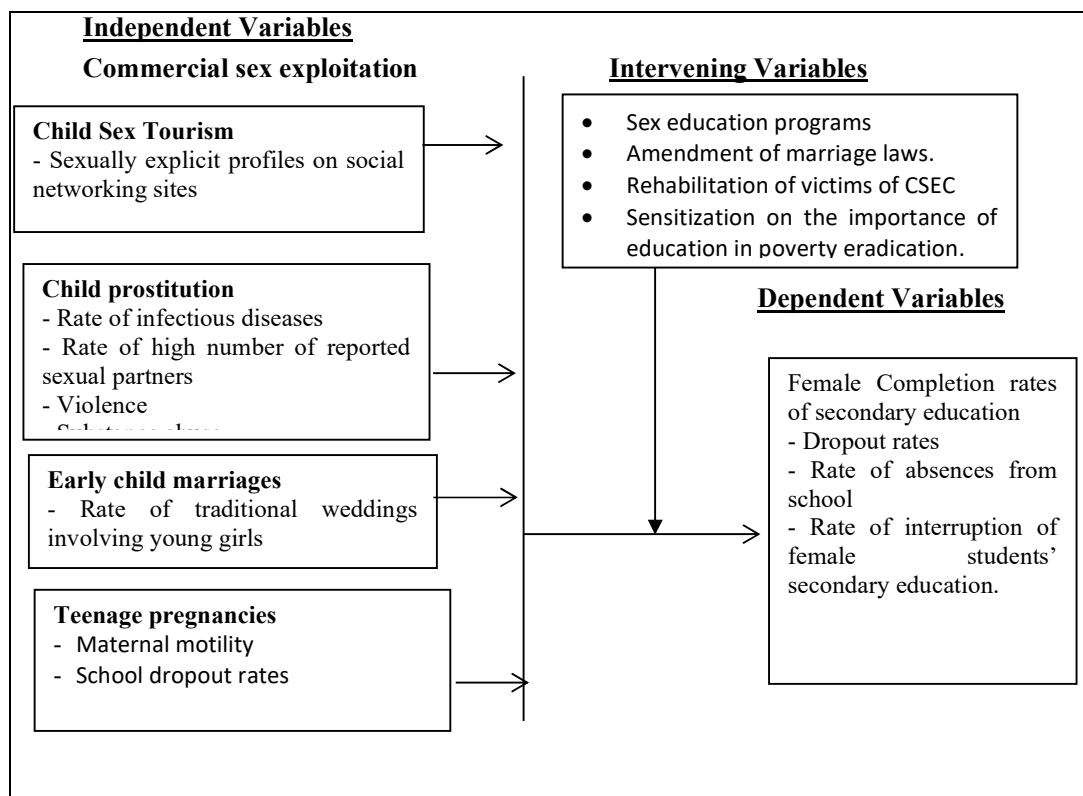 Independent Variables
Commercial sex exploitation
Child Sex Tourism
- Sexually explicit profiles on social
networking sites
Child prostitution
- Rate of infectious diseases
- Rate of high number of reported
sexual partners
- Violence
Early child marriages
- Rate of traditional weddings
involving young girls
Teenage pregnancies
- Maternal motility
- School dropout rates
Intervening Variables
• Sex education programs
• Amendment of marriage laws.
• Rehabilitation of victims of CSEC
• Sensitization on the importance of
education in poverty eradication.
Dependent Variables
Female Completion rates
of secondary education
- Dropout rates
- Rate of absences from
school
- Rate of interruption of
female students’
secondary education.